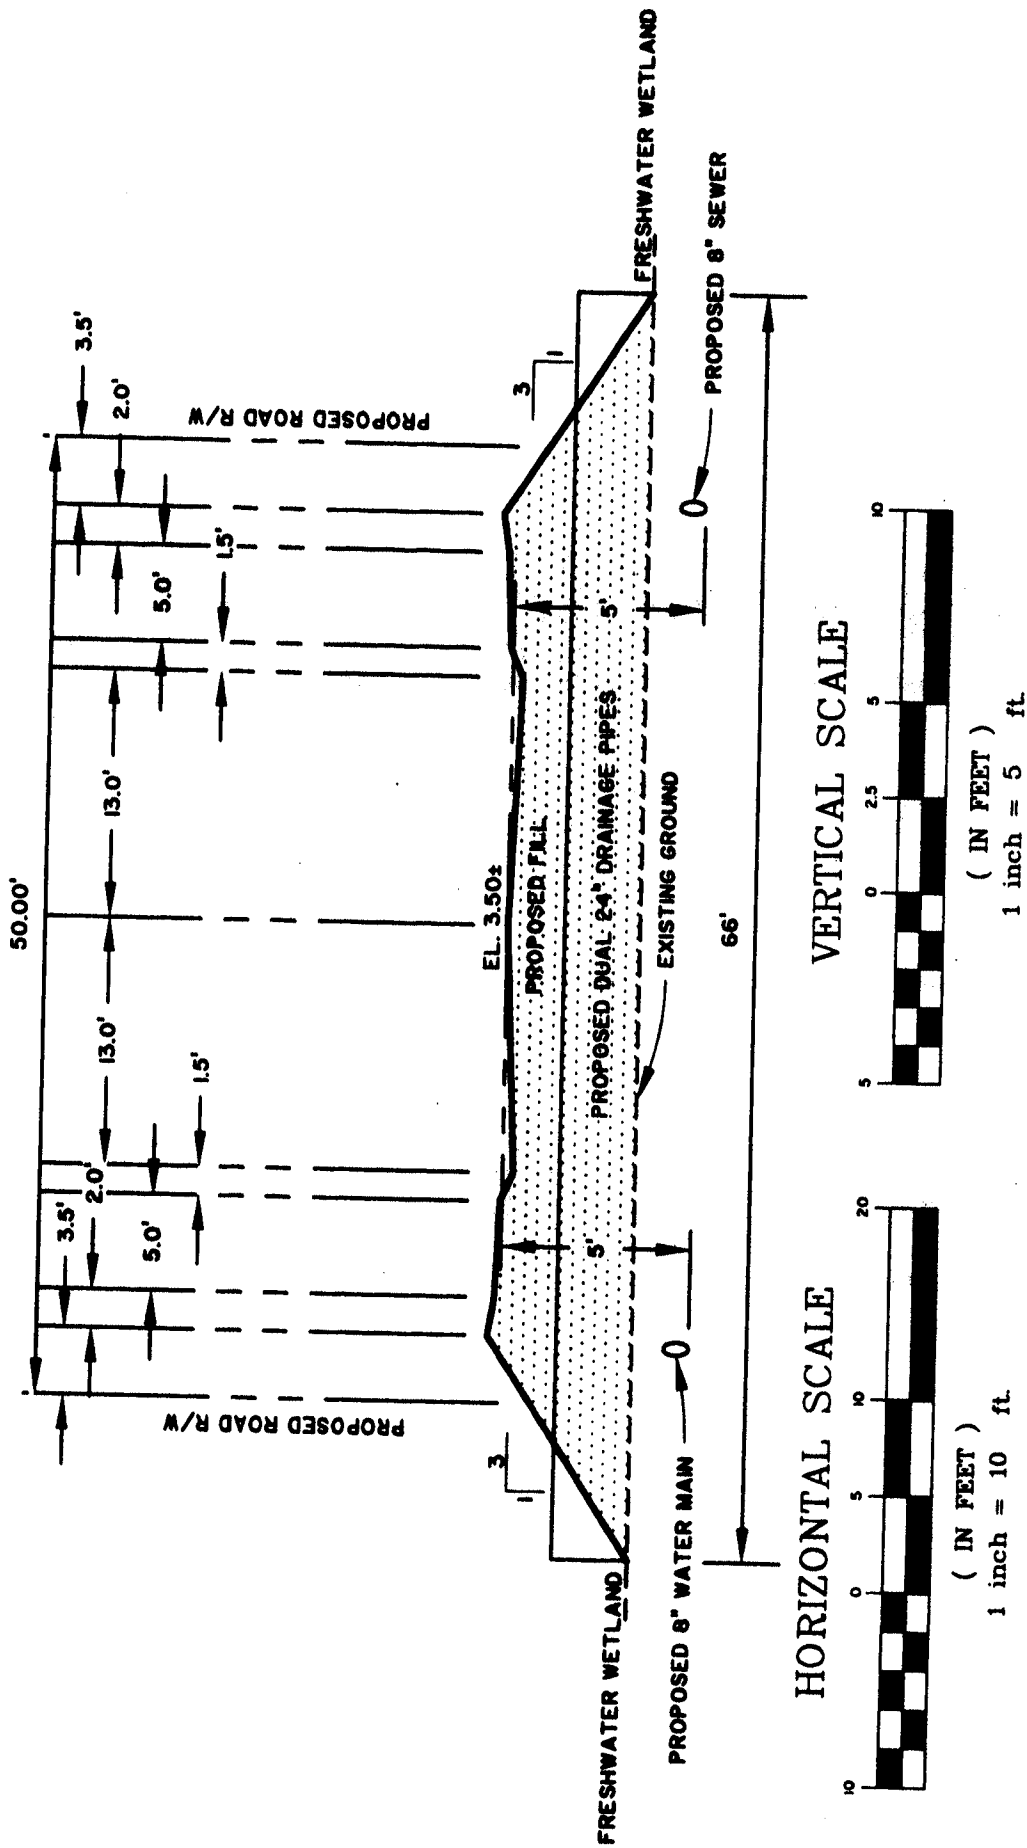 50.00'
3.5'
2.0'
5.0'
1.5'
13.0'
13.0'
1.5'
5.0'
2.0'
3.5'
PROPOSED ROAD R/W
PROPOSED ROAD R/W
3
1
3
1
EL. 3.50±
PROPOSED FILL
PROPOSED DUAL 24" DRAINAGE PIPES
5'
5'
FRESHWATER WETLAND
FRESHWATER WETLAND
EXISTING GROUND
PROPOSED 8" WATER MAIN
PROPOSED 8" SEWER
66'
HORIZONTAL SCALE
10 0 5 10 20
( IN FEET )
1 inch = 10 ft.
VERTICAL SCALE
5 0 2.5 5 10
( IN FEET )
1 inch = 5 ft.